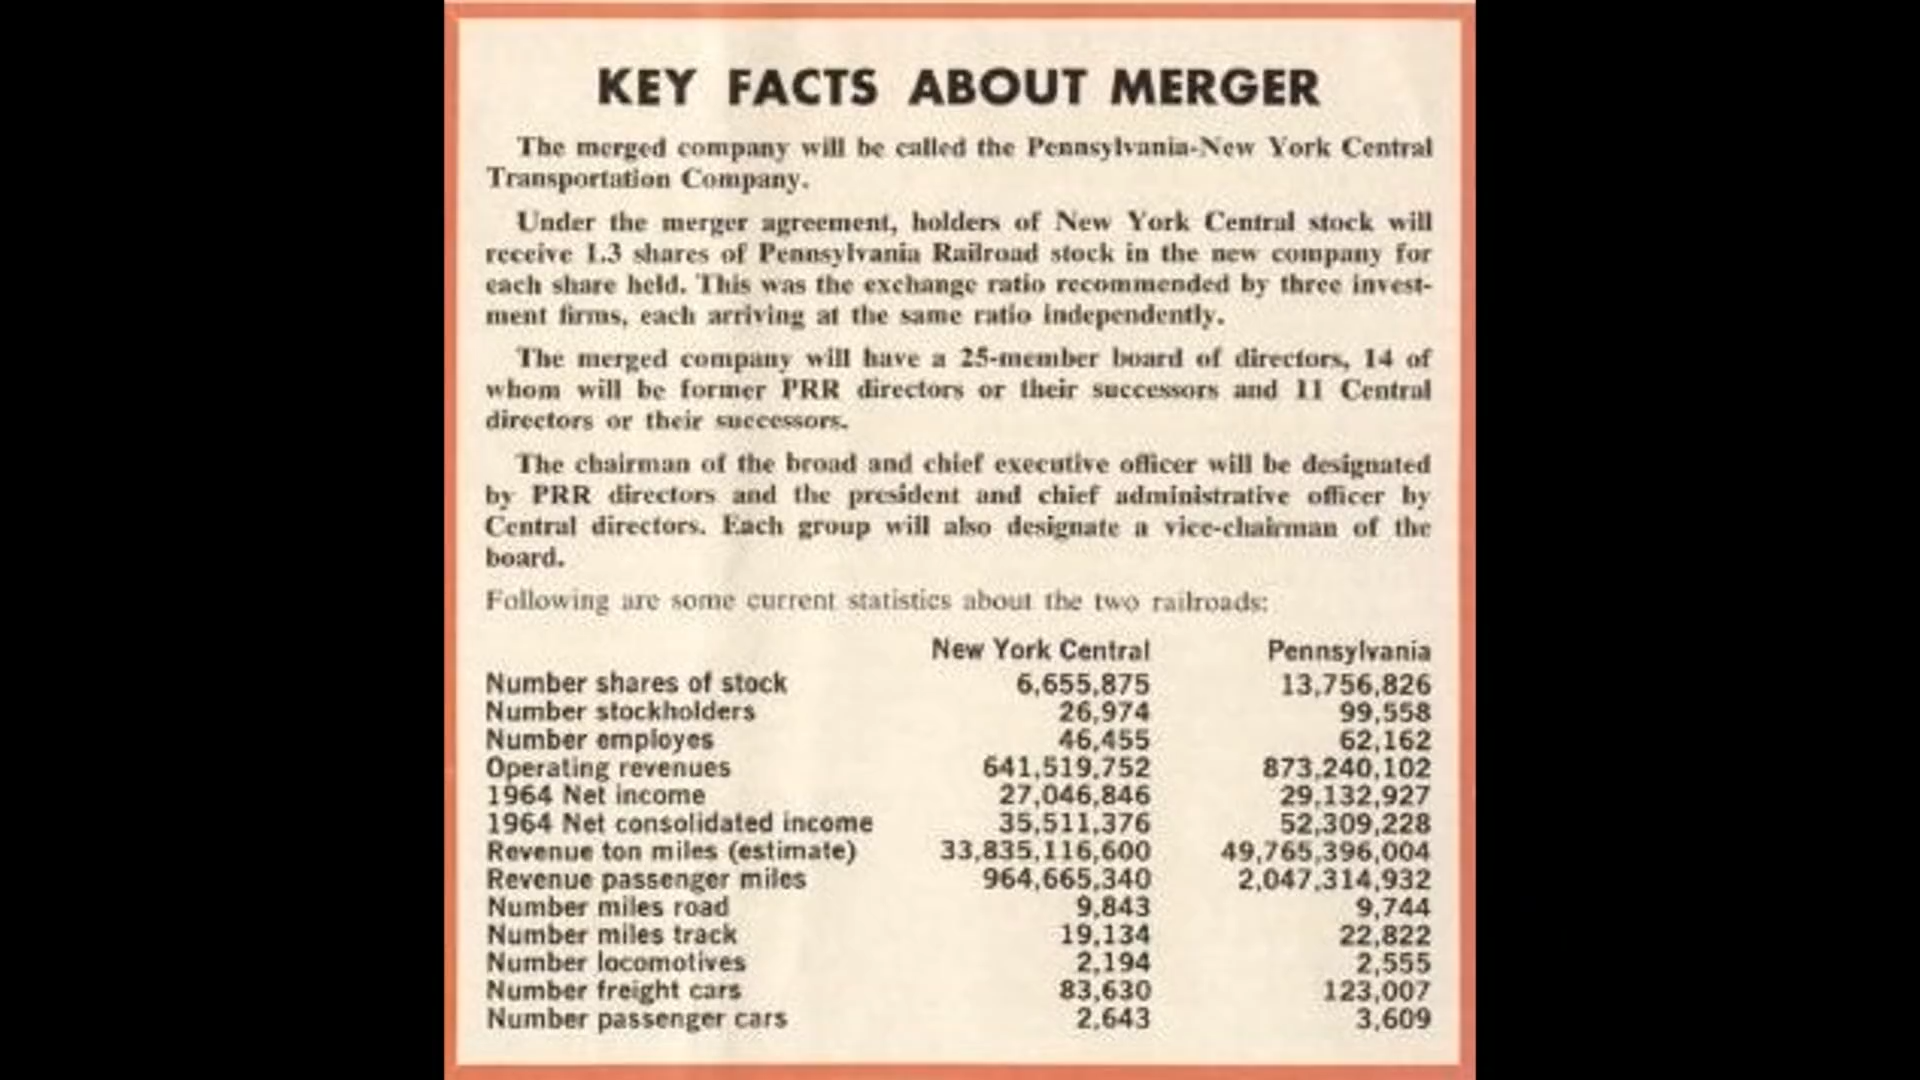 KEY FACTS ABOUT MERGER
The merged company will be called the Pennsylvania-New York Central
Transportation Company.
Under the merger agreement, holders of New York Central stock will
receive 1.3 shares of Pennsylvania Railroad stock in the new company for
each share held. This was the exchange ratio recommended by three invest-
ment firms, each arriving at the same ratio independently.
The merged company will have a 25-member board of directors, 14 of
whom will be former PRR directors or their successors and 11 Central
directors or their successors.
The chairman of the broad and chief executive officer will be designated
by PRR directors and the president and chief administrative officer by
Central directors. Each group will also designate a vice-chairman of the
board.
Following are some current statistics about the two railroads:
New York Central Pennsylvania
Number shares of stock 6,655,875 13,756,826
Number stockholders 26,974 99,558
Number employes 46,455 62,162
Operating revenues 641,519,752 873,240,102
1964 Net income 27,046,846 29,132,927
1964 Net consolidated income 35,511,376 52,309,228
Revenue ton miles (estimate) 33,835,116,600 49,765,396,004
Revenue passenger miles 964,665,340 2,047,314,932
Number miles road 9,843 9,744
Number miles track 19,134 22,822
Number locomotives 2,194 2,555
Number freight cars 83,630 123,007
Number passenger cars 2,643 3,609